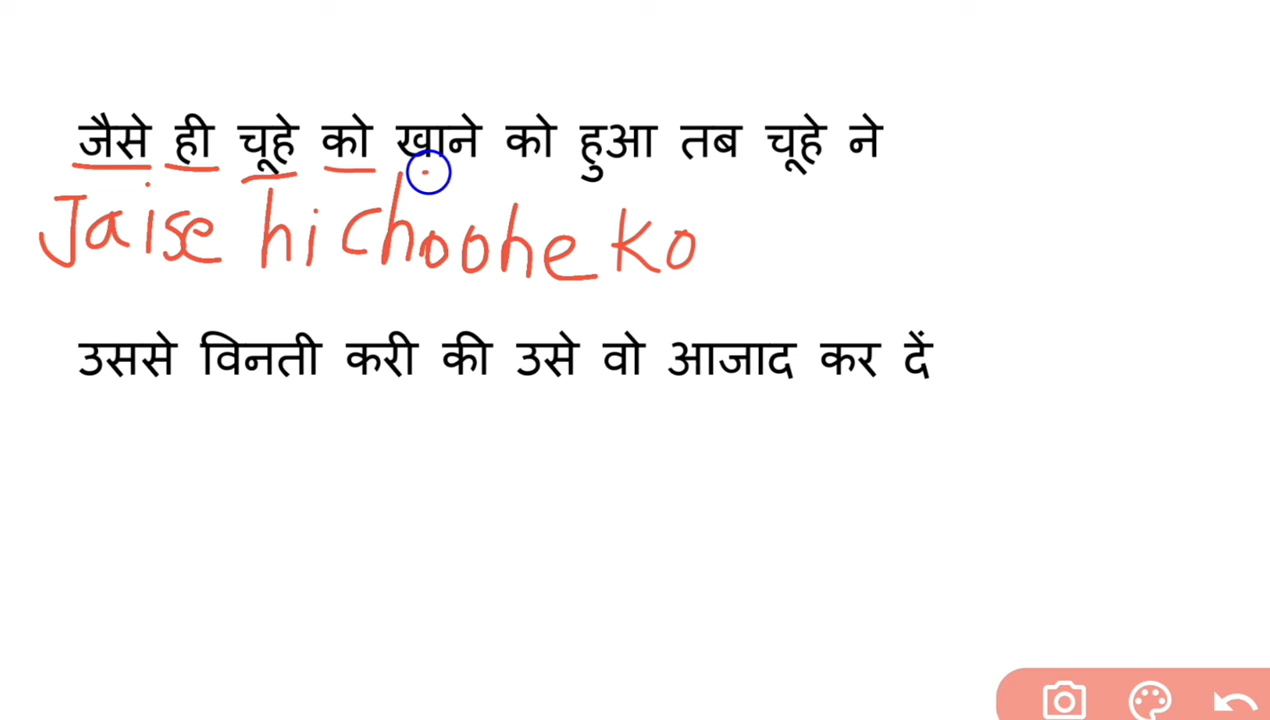 जैसे ही चूहे को खाने को हुआ तब चूहे ने
Jaise hi choohe ko
उससे विनती करी की उसे वो आजाद कर दें